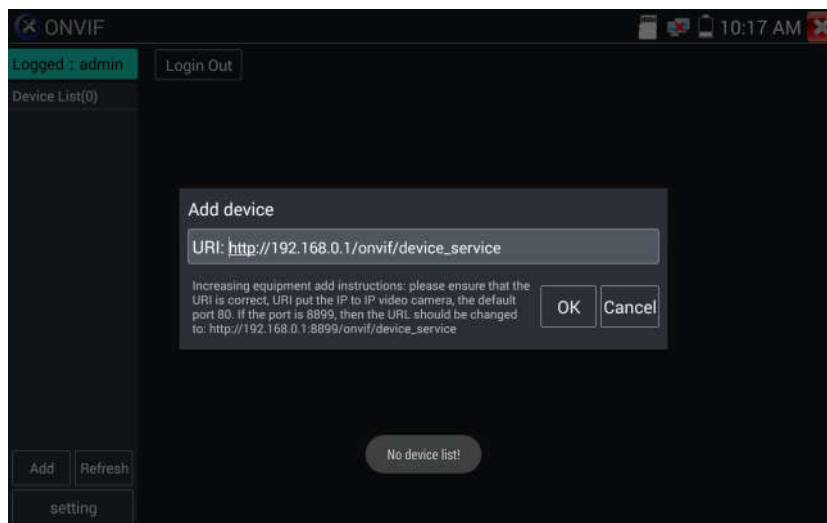 ONVIF
10:17 AM
Logged : admin
Login Out
Device List(0)
Add device
URI: http://192.168.0.1/onvif/device_service
Increasing equipment add instructions: please ensure that the
URI is correct, URI put the IP to IP video camera, the default
port 80. If the port is 8899, then the URL should be changed
to: http://192.168.0.1:8899/onvif/device_service
OK
Cancel
No device list!
Add
Refresh
setting